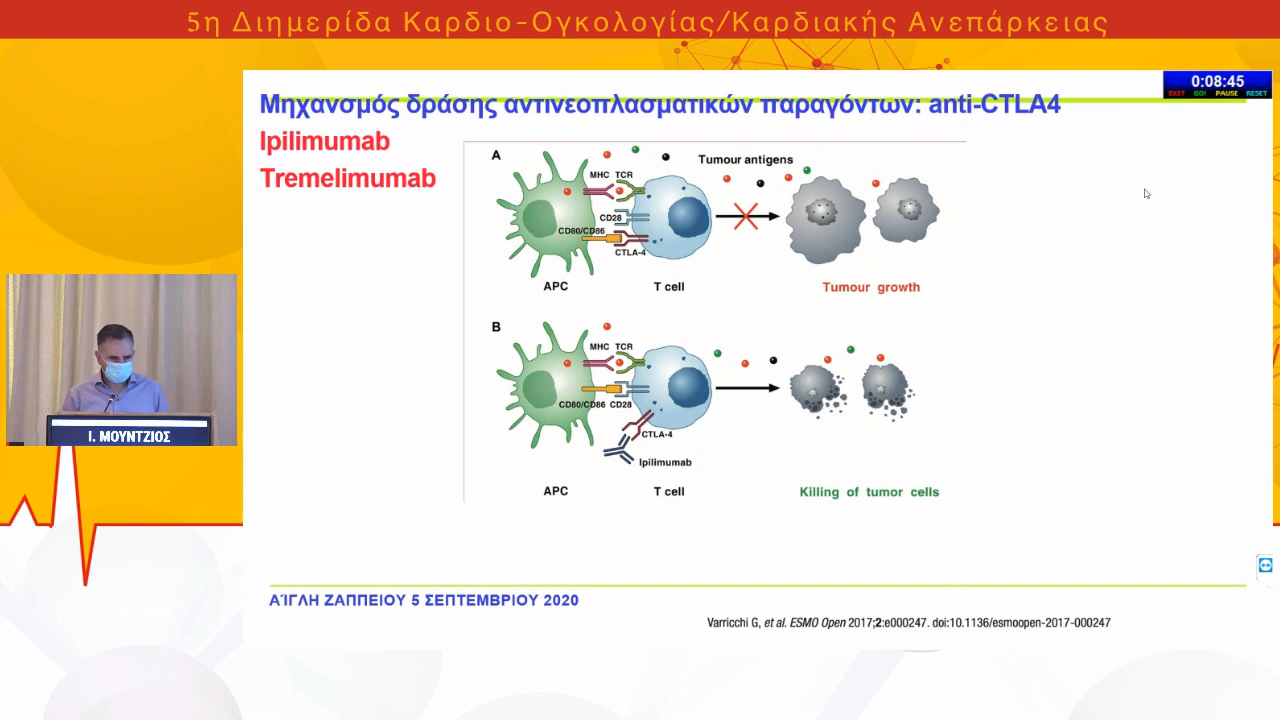 5η Διημερίδα Καρδιο-Ογκολογίας/Καρδιακής Ανεπάρκειας
0:08:45
EXIT GO! PAUSE RESET
Μηχανσμός δράσης αντινεοπλασματικών παραγόντων: anti-CTLA4
Ipilimumab
Tremelimumab
A
Tumour antigens
MHC TCR
CD28
CD80/CD86
CTLA-4
APC
T cell
Tumour growth
B
MHC TCR
CD80/CD86 CD28
CTLA-4
Ipilimumab
APC
T cell
Killing of tumor cells
Ι. ΜΟΥΝΤΖΙΟΣ
ΑΊΓΛΗ ΖΑΠΠΕΙΟΥ 5 ΣΕΠΤΕΜΒΡΙΟΥ 2020
Varricchi G, et al. ESMO Open 2017;2:e000247. doi:10.1136/esmoopen-2017-000247